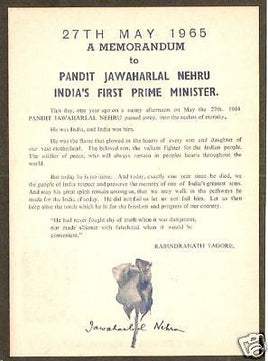 27TH MAY 1965
A MEMORANDUM
to
PANDIT JAWAHARLAL NEHRU
INDIA'S FIRST PRIME MINISTER.
This day, one year ago on a sunny afternoon on May the 27th. 1964
PANDIT JAWAHARLAL NEHRU passed away, into the realms of eternity.
He was India, and India was him.
He was the flame that glowed in the hearts of every son and daughter of
our vast motherland. The beloved son, the valiant fighter for the Indian people.
The soldier of peace, who will always remain in peoples hearts throughout the
world.
But today he is no more. And today, exactly one year since he died, we
the people of India respect and preserve the memory of one of India's greatest sons.
And may his great spirit remain among us, that we may walk in the pathways he
made for the India of today. He did not fail us let us not fail him. Let us then
keep alive the torch which he lit for the freedom and progress of our country.
"He had never fought shy of truth when it was dangerous,
nor made alliance with falsehood when it would be
convenient."
RABINDRANATH TAGORE.
Jawaharlal Nehru